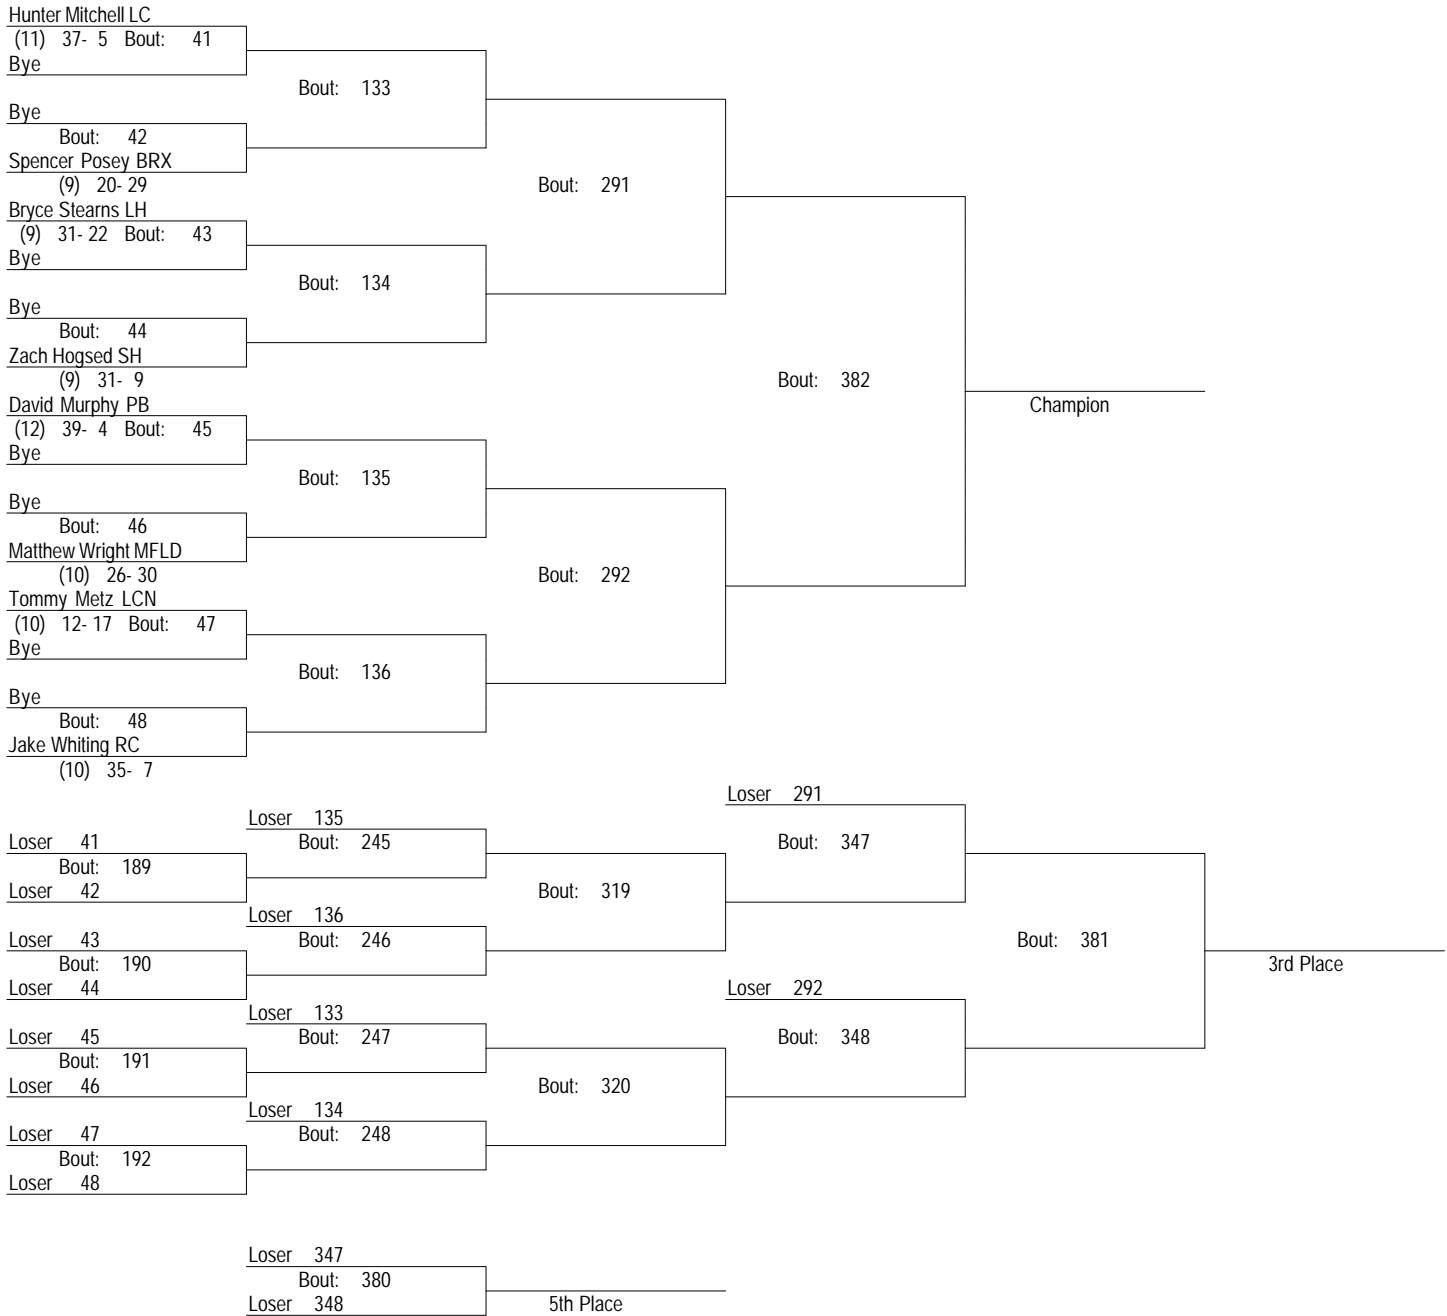 Hunter Mitchell LC
(11) 37- 5 Bout: 41
Bye
Bout: 133
Bye
Bout: 42
Spencer Posey BRX
(9) 20- 29
Bout: 291
Bryce Stearns LH
(9) 31- 22 Bout: 43
Bye
Bout: 134
Bye
Bout: 44
Zach Hogsed SH
(9) 31- 9
Bout: 382
David Murphy PB
Champion
(12) 39- 4 Bout: 45
Bye
Bout: 135
Bye
Bout: 46
Matthew Wright MFLD
(10) 26- 30
Bout: 292
Tommy Metz LCN
(10) 12- 17 Bout: 47
Bye
Bout: 136
Bye
Bout: 48
Jake Whiting RC
(10) 35- 7
Loser 291
Loser 135
Loser 41
Bout: 245
Bout: 347
Bout: 189
Loser 42
Bout: 319
Loser 136
Loser 43
Bout: 246
Bout: 381
Bout: 190
3rd Place
Loser 44
Loser 292
Loser 133
Loser 45
Bout: 247
Bout: 348
Bout: 191
Loser 46
Bout: 320
Loser 134
Loser 47
Bout: 248
Bout: 192
Loser 48
Loser 347
Bout: 380
Loser 348
5th Place